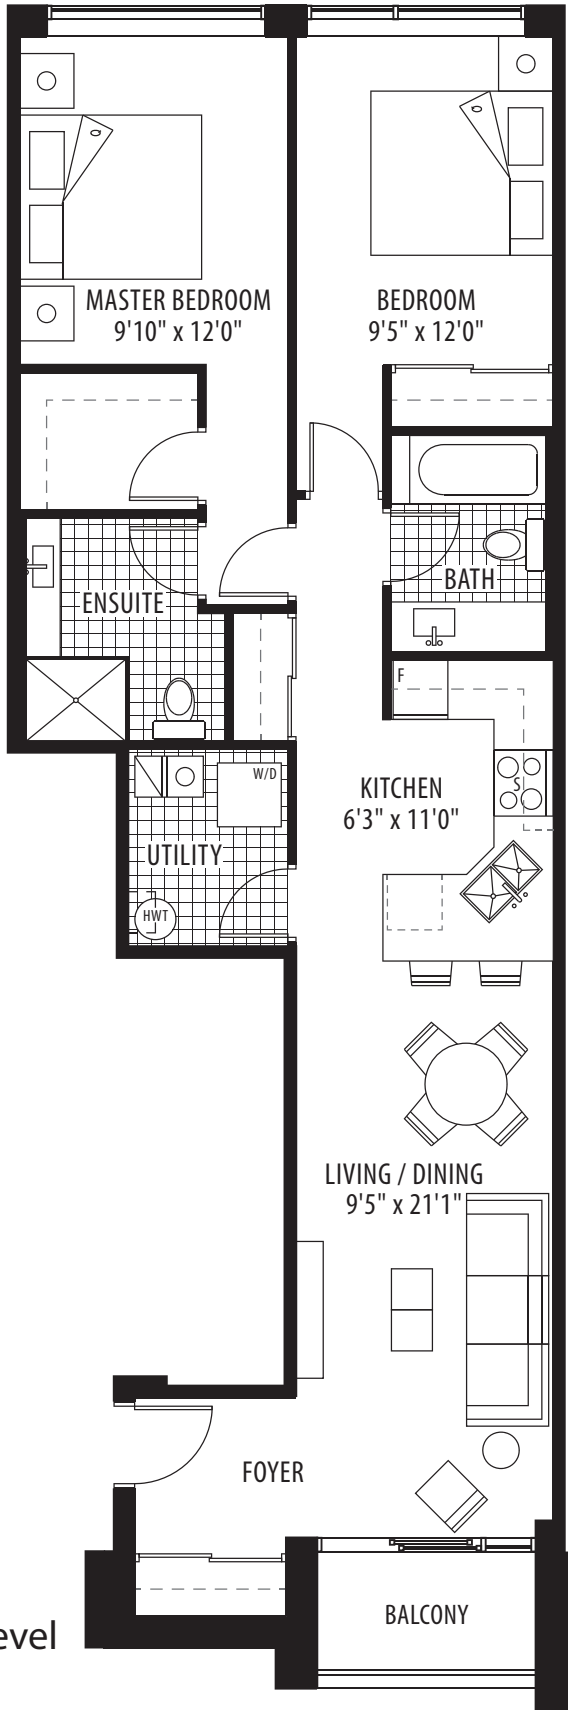 MASTER BEDROOM
9'10" x 12'0"
BEDROOM
9'5" x 12'0"
ENSUITE
BATH
F
KITCHEN
6'3" x 11'0"
S
W/D
UTILITY
HWT
LIVING / DINING
9'5" x 21'1"
FOYER
BALCONY
evel